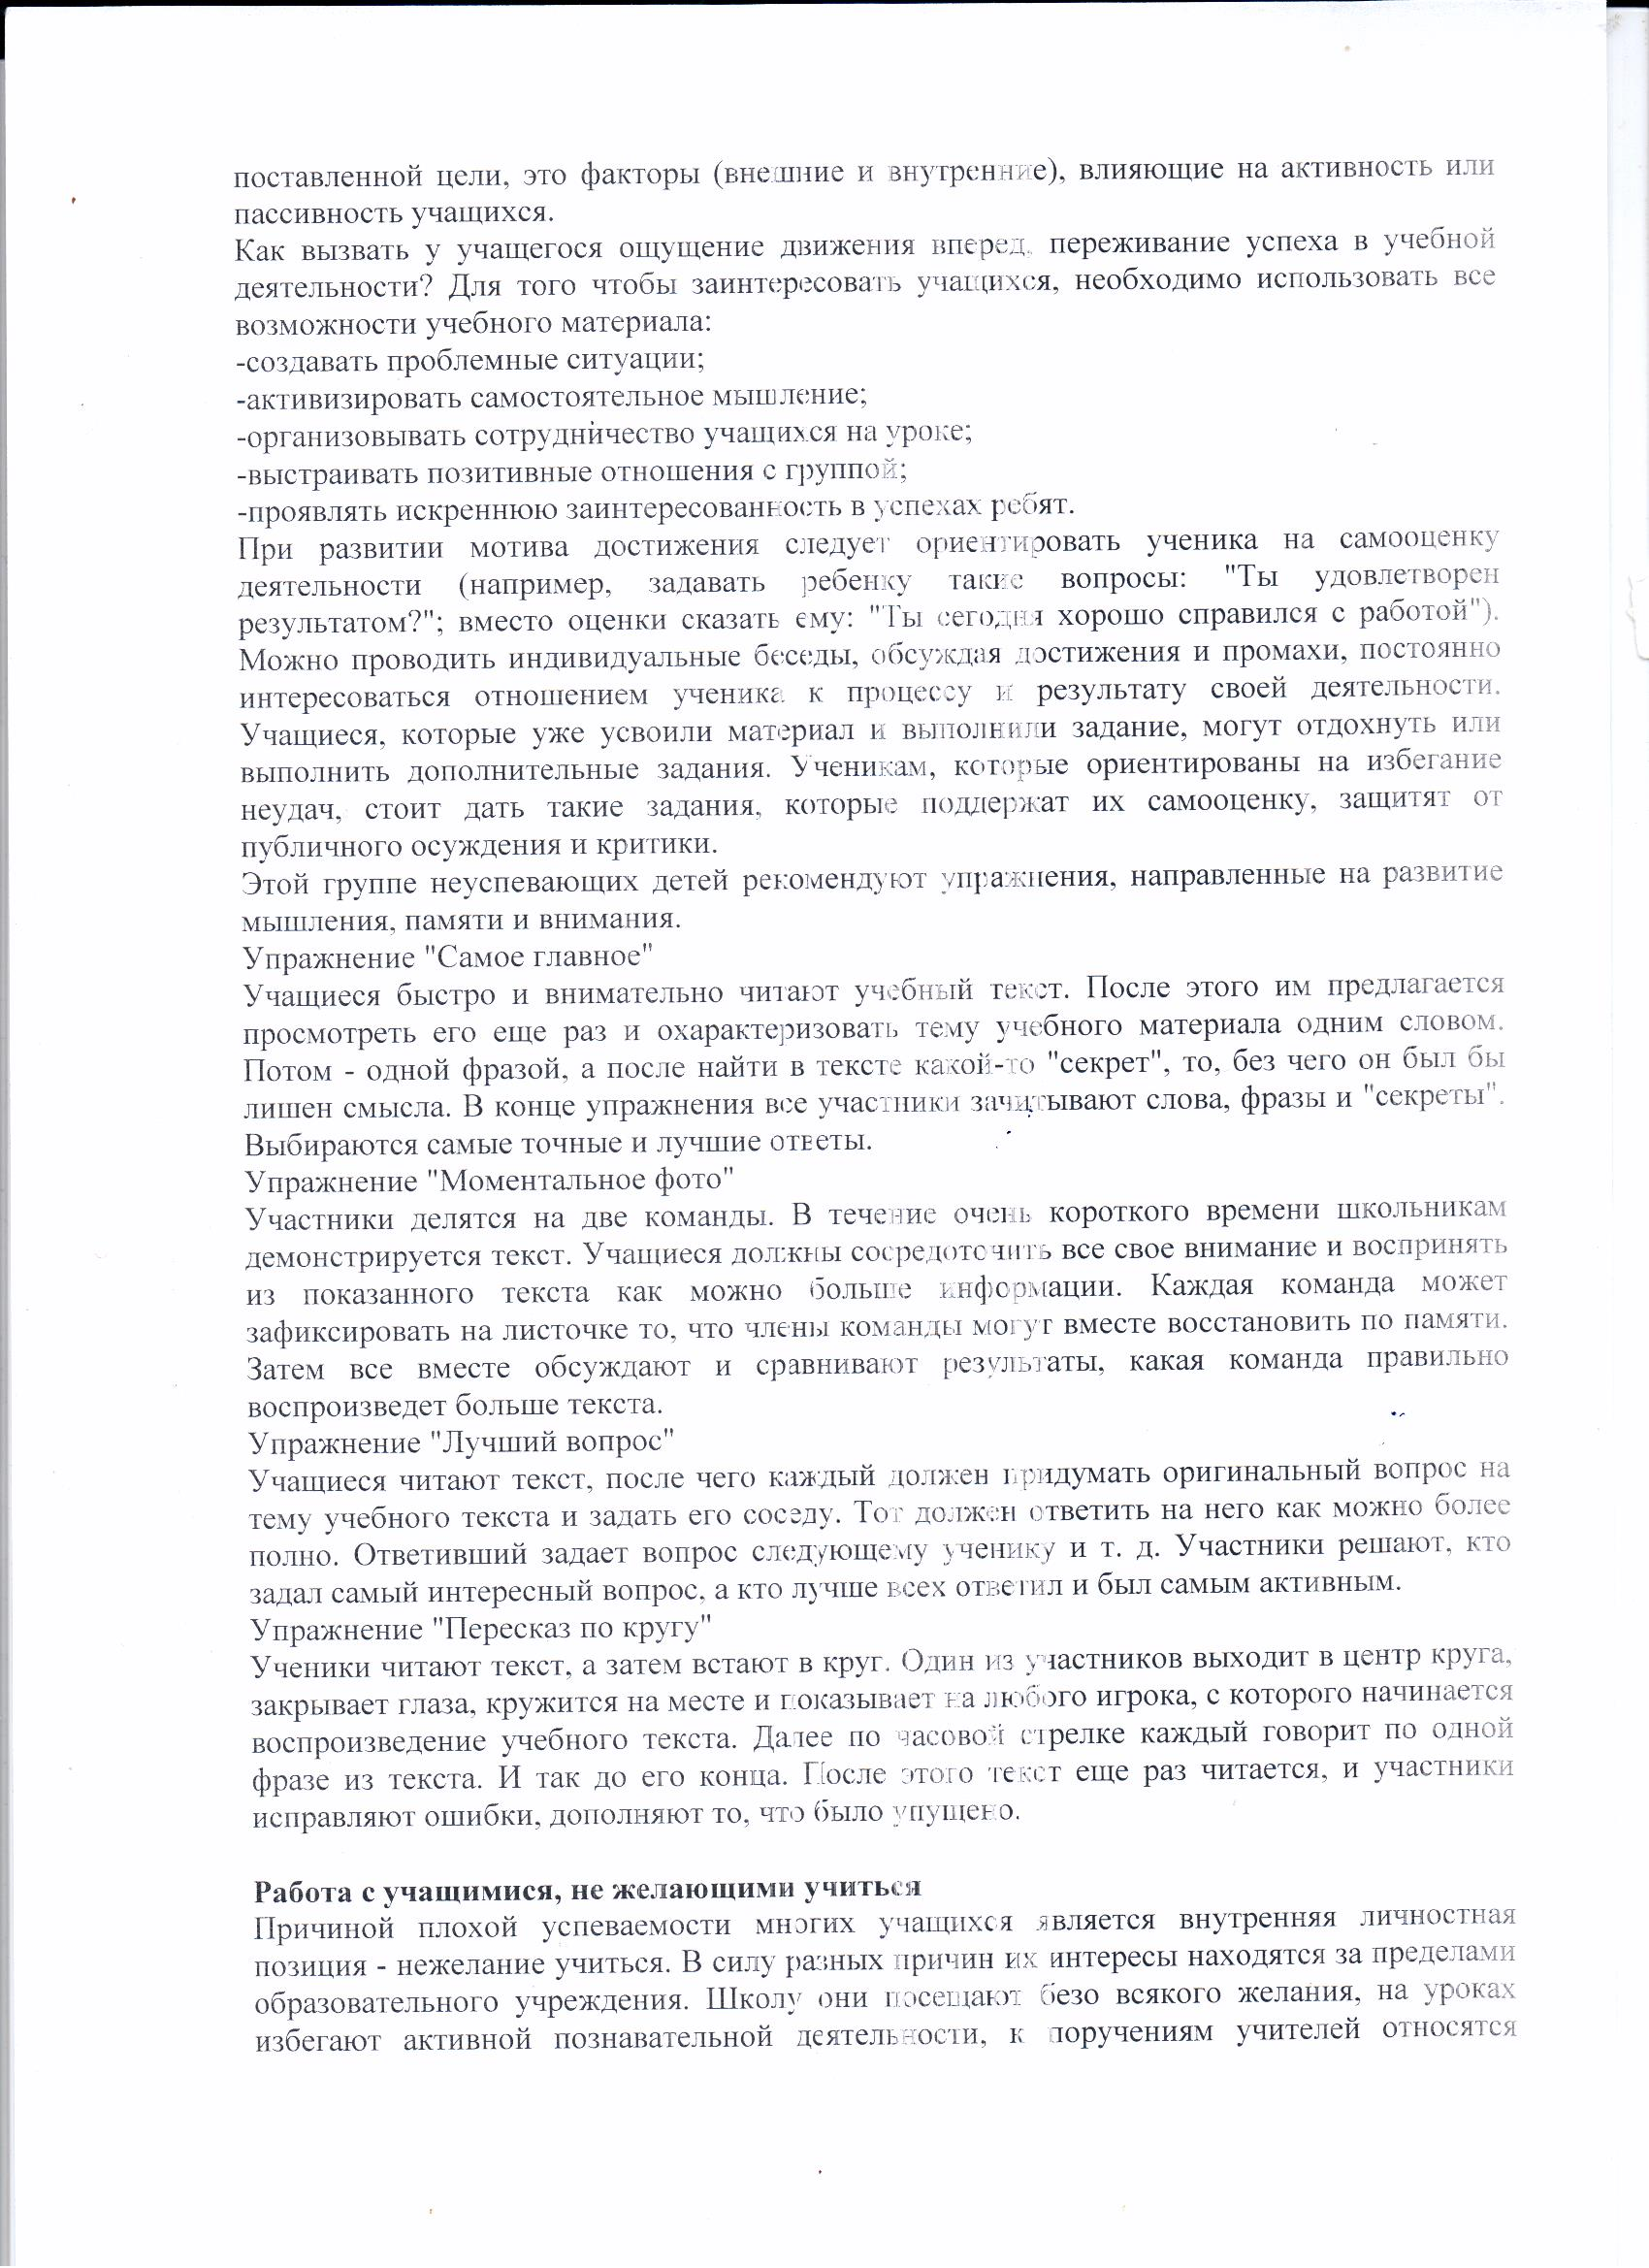 поставленной цели, это факторы (внешние и внутренние), влияющие на активность или
пассивность учащихся.
Как вызвать у учащегося ощущение движения вперед, переживание успеха в учебной
деятельности? Для того чтобы заинтересовать учащихся, необходимо использовать все
возможности учебного материала:
-создавать проблемные ситуации;
-активизировать самостоятельное мышление;
-организовывать сотрудничество учащихся на уроке;
-выстраивать позитивные отношения с группой;
-проявлять искреннюю заинтересованность в успехах ребят.
При развитии мотива достижения следует ориентировать ученика на самооценку
деятельности (например, задавать ребенку такие вопросы: "Ты удовлетворен
результатом?"; вместо оценки сказать ему: "Ты сегодня хорошо справился с работой").
Можно проводить индивидуальные беседы, обсуждая достижения и промахи, постоянно
интересоваться отношением ученика к процессу и результату своей деятельности.
Учащиеся, которые уже усвоили материал и выполнили задание, могут отдохнуть или
выполнить дополнительные задания. Ученикам, которые ориентированы на избегание
неудач, стоит дать такие задания, которые поддержат их самооценку, защитят от
публичного осуждения и критики.
Этой группе неуспевающих детей рекомендуют упражнения, направленные на развитие
мышления, памяти и внимания.
Упражнение "Самое главное"
Учащиеся быстро и внимательно читают учебный текст. После этого им предлагается
просмотреть его еще раз и охарактеризовать тему учебного материала одним словом.
Потом - одной фразой, а после найти в тексте какой-то "секрет", то, без чего он был бы
лишен смысла. В конце упражнения все участники зачитывают слова, фразы и "секреты".
Выбираются самые точные и лучшие ответы.
Упражнение "Моментальное фото"
Участники делятся на две команды. В течение очень короткого времени школьникам
демонстрируется текст. Учащиеся должны сосредоточить все свое внимание и воспринять
из показанного текста как можно больше информации. Каждая команда может
зафиксировать на листочке то, что члены команды могут вместе восстановить по памяти.
Затем все вместе обсуждают и сравнивают результаты, какая команда правильно
воспроизведет больше текста.
Упражнение "Лучший вопрос"
Учащиеся читают текст, после чего каждый должен придумать оригинальный вопрос на
тему учебного текста и задать его соседу. Тот должен ответить на него как можно более
полно. Ответивший задает вопрос следующему ученику и т. д. Участники решают, кто
задал самый интересный вопрос, а кто лучше всех ответил и был самым активным.
Упражнение "Пересказ по кругу"
Ученики читают текст, а затем встают в круг. Один из участников выходит в центр круга,
закрывает глаза, кружится на месте и показывает на любого игрока, с которого начинается
воспроизведение учебного текста. Далее по часовой стрелке каждый говорит по одной
фразе из текста. И так до его конца. После этого текст еще раз читается, и участники
исправляют ошибки, дополняют то, что было упущено.
Работа с учащимися, не желающими учиться
Причиной плохой успеваемости многих учащихся является внутренняя личностная
позиция - нежелание учиться. В силу разных причин их интересы находятся за пределами
образовательного учреждения. Школу они посещают безо всякого желания, на уроках
избегают активной познавательной деятельности, к поручениям учителей относятся